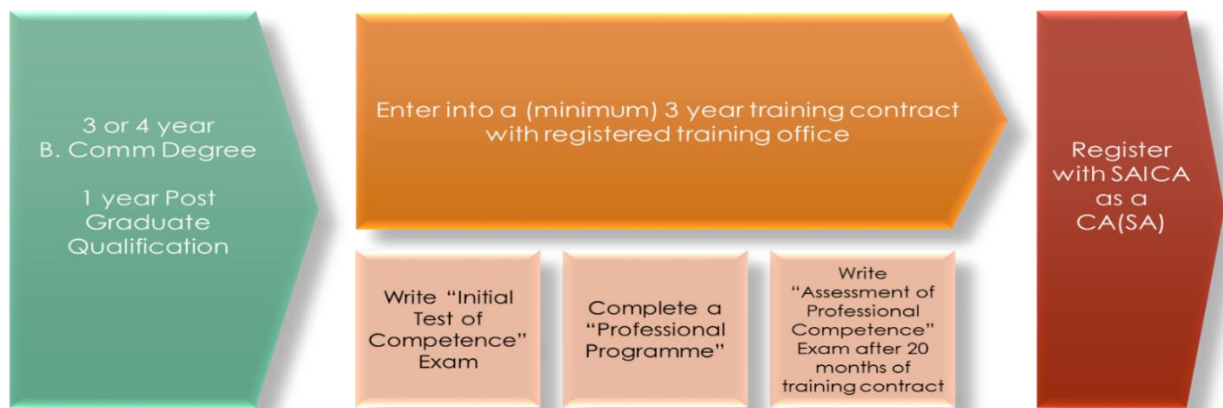 3 or 4 year
B. Comm Degree
1 year Post
Graduate
Qualification
Enter into a (minimum) 3 year training contract
with registered training office
Write “Initial
Test of
Competence”
Exam
Complete a
“Professional
Programme”
Write
“Assessment of
Professional
Competence”
Exam after 20
months of
training contract
Register
with SAICA
as a
CA(SA)